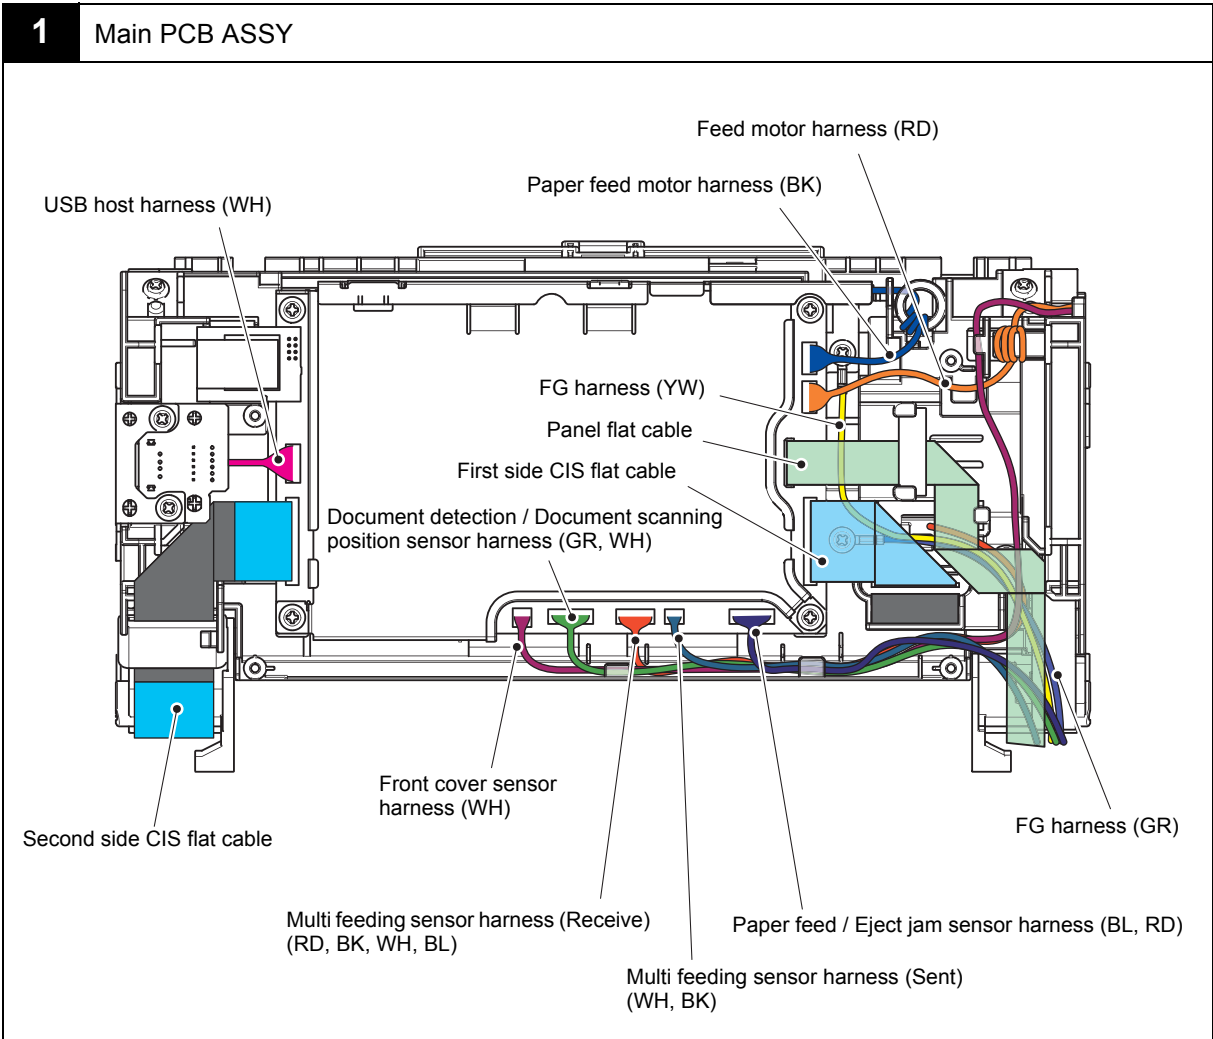 1 Main PCB ASSY
Feed motor harness (RD)
Paper feed motor harness (BK)
USB host harness (WH)
FG harness (YW)
Panel flat cable
First side CIS flat cable
Document detection / Document scanning
position sensor harness (GR, WH)
Front cover sensor
harness (WH)
Second side CIS flat cable
FG harness (GR)
Multi feeding sensor harness (Receive)
(RD, BK, WH, BL)
Paper feed / Eject jam sensor harness (BL, RD)
Multi feeding sensor harness (Sent)
(WH, BK)